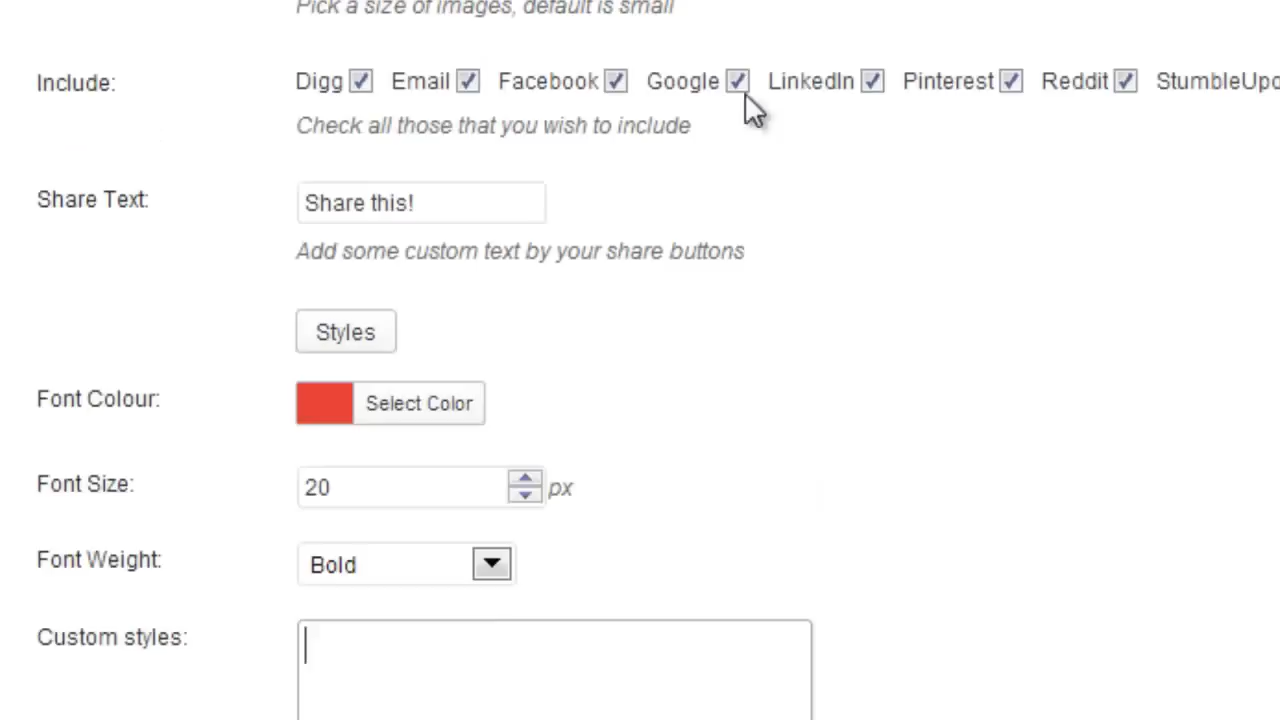 Pick a size of images, default is small
Include: Digg Email Facebook Google LinkedIn Pinterest Reddit StumbleUpo
Check all those that you wish to include
Share Text: Share this!
Add some custom text by your share buttons
Styles
Font Colour: Select Color
Font Size: 20 px
Font Weight: Bold
Custom styles: